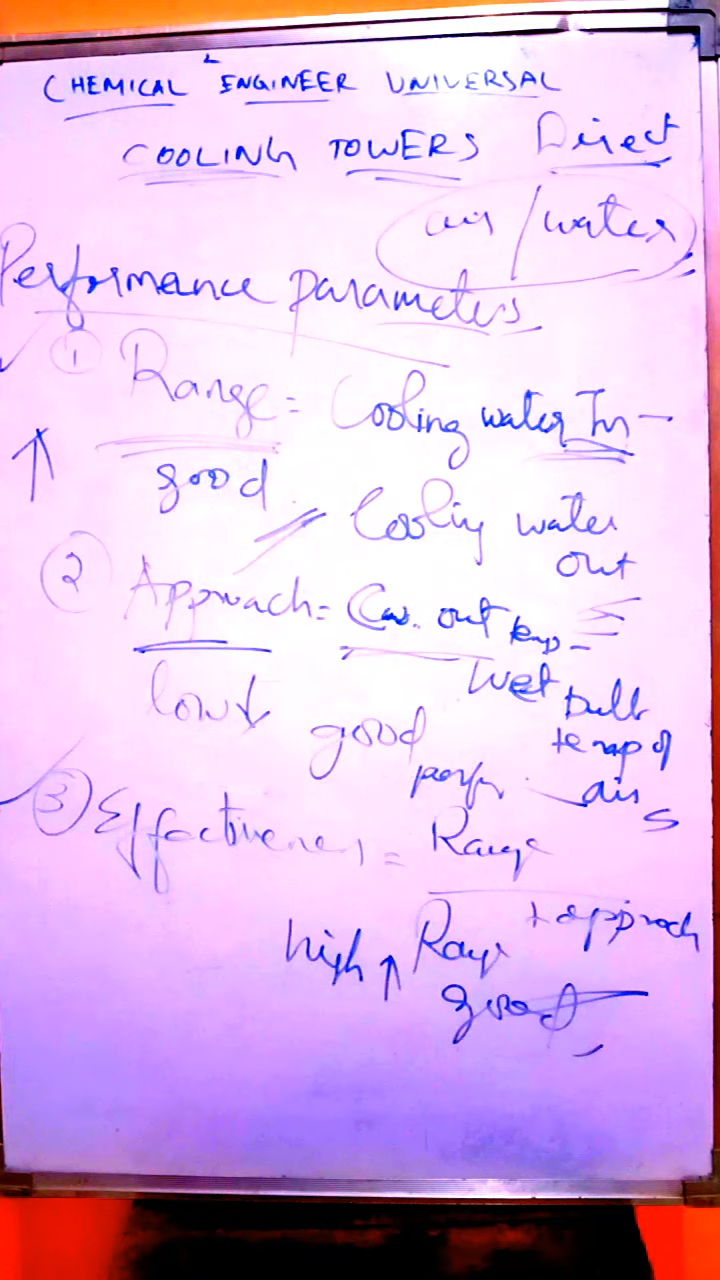 CHEMICAL ENGINEER UNIVERSAL
COOLING TOWERS Direct
air / water
Performance parameters
① Range = Cooling water In -
↑ good Cooling water
out
② Approach = C.w. out temp -
Wet bulb
low ↓ good temp of
perfo. air
③ Effectiveness = Range
Range + approach
high ↑ good